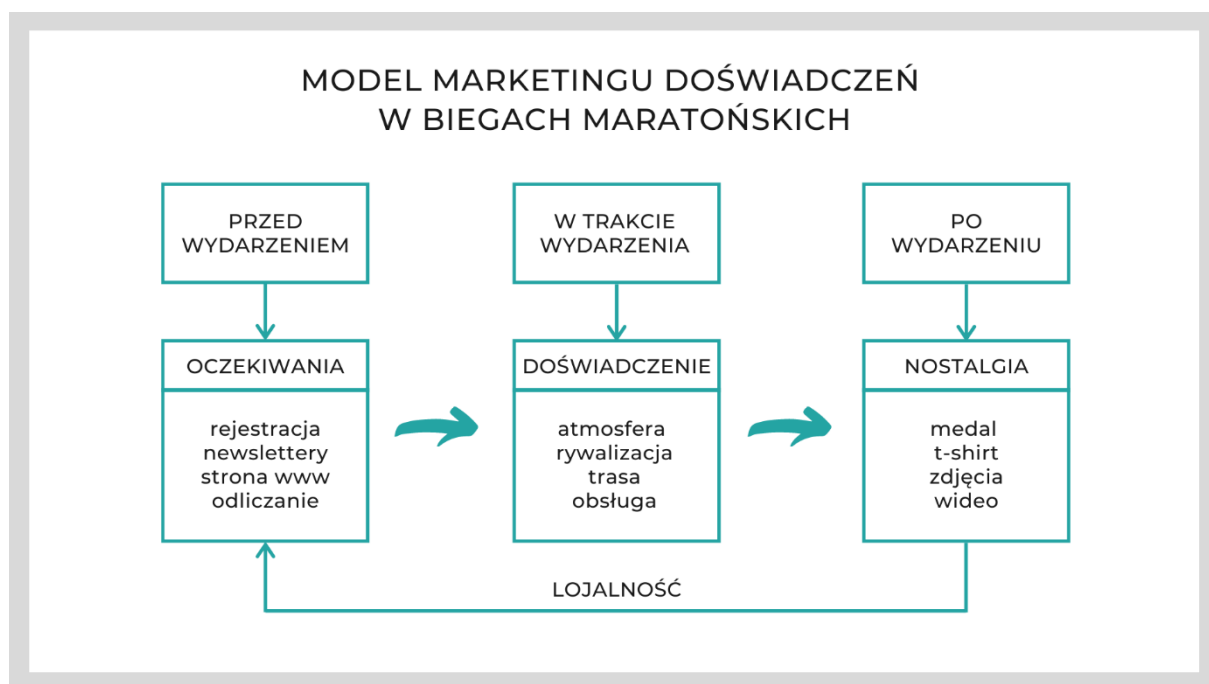 MODEL MARKETINGU DOŚWIADCZEŃ
W BIEGACH MARATOŃSKICH
PRZED
WYDARZENIEM
W TRAKCIE
WYDARZENIA
PO
WYDARZENIU
OCZEKIWANIA
rejestracja
newslettery
strona www
odliczanie
DOŚWIADCZENIE
atmosfera
rywalizacja
trasa
obsługa
NOSTALGIA
medal
t-shirt
zdjęcia
wideo
LOJALNOŚĆ